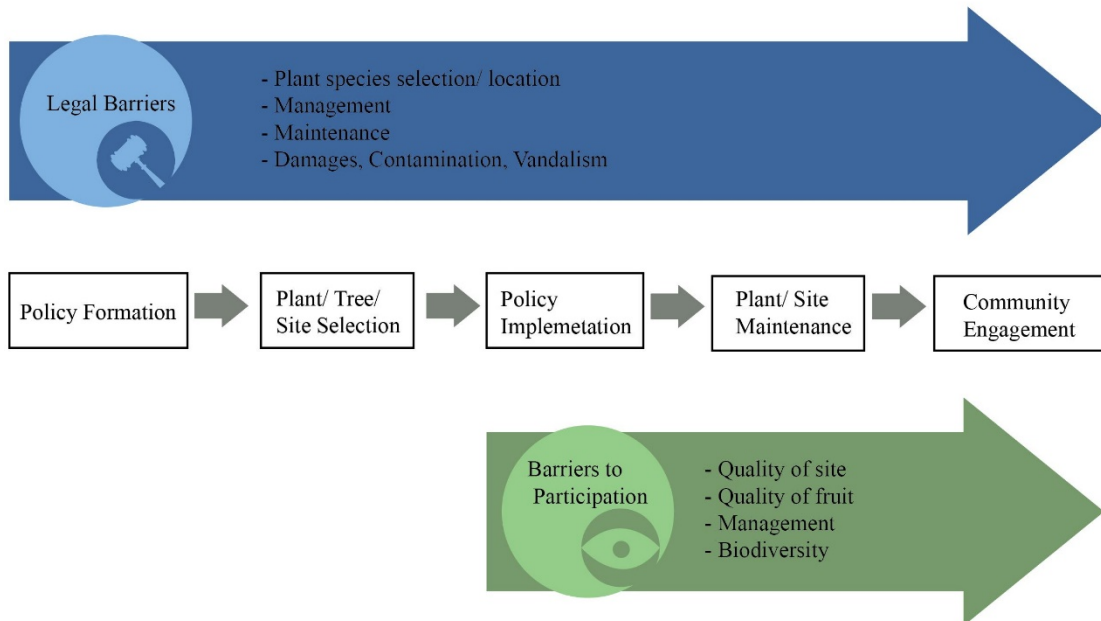 Legal Barriers
- Plant species selection/ location
- Management
- Maintenance
- Damages, Contamination, Vandalism
Policy Formation
Plant/ Tree/
Site Selection
Policy
Implemetation
Plant/ Site
Maintenance
Community
Engagement
Barriers to
Participation
- Quality of site
- Quality of fruit
- Management
- Biodiversity